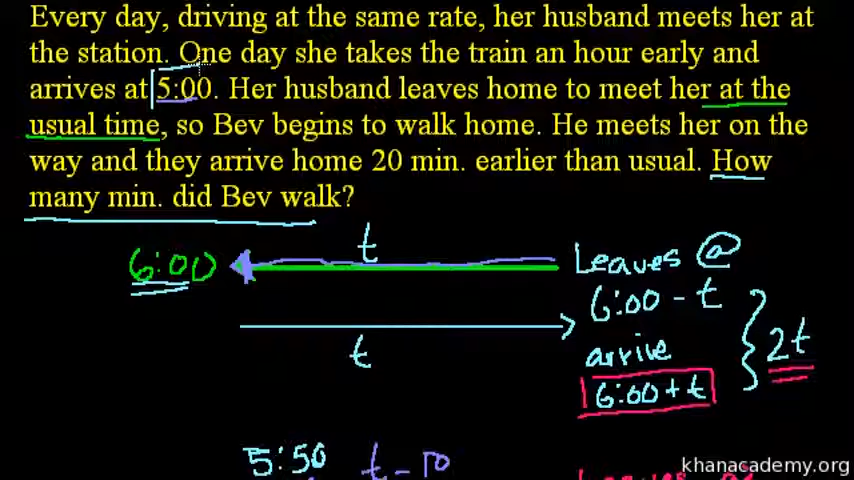 Every day, driving at the same rate, her husband meets her at
the station. One day she takes the train an hour early and
arrives at 5:00. Her husband leaves home to meet her at the
usual time, so Bev begins to walk home. He meets her on the
way and they arrive home 20 min. earlier than usual. How
many min. did Bev walk?
t
6:00
Leaves @
6:00 - t
t
arrive
2t
6:00 + t
5:50 t - 10
khanacademy.org